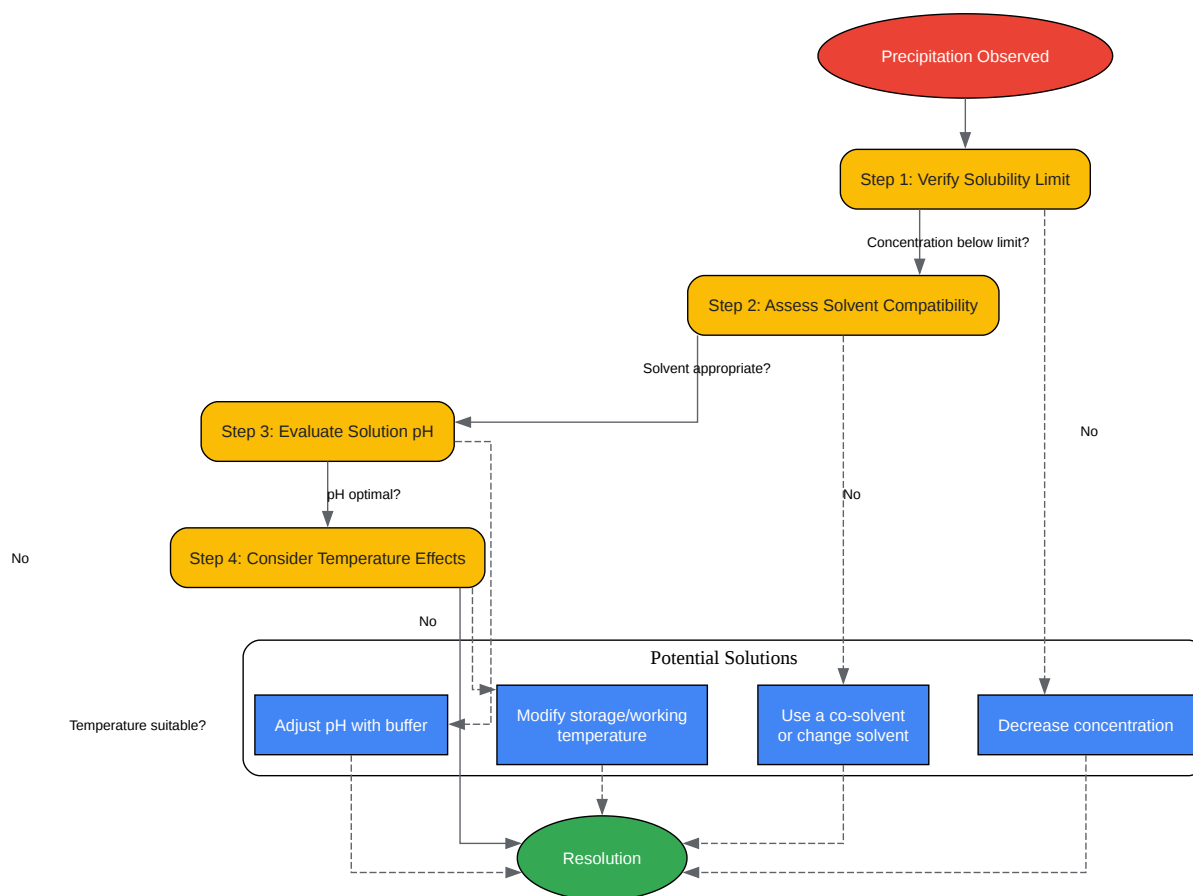 Precipitation Observed
Step 1: Verify Solubility Limit
Concentration below limit?
Step 2: Assess Solvent Compatibility
Solvent appropriate?
Step 3: Evaluate Solution pH
No
pH optimal?
No
Step 4: Consider Temperature Effects
No
No
Potential Solutions
Temperature suitable?
Adjust pH with buffer
Modify storage/working
temperature
Use a co-solvent
or change solvent
Decrease concentration
Resolution